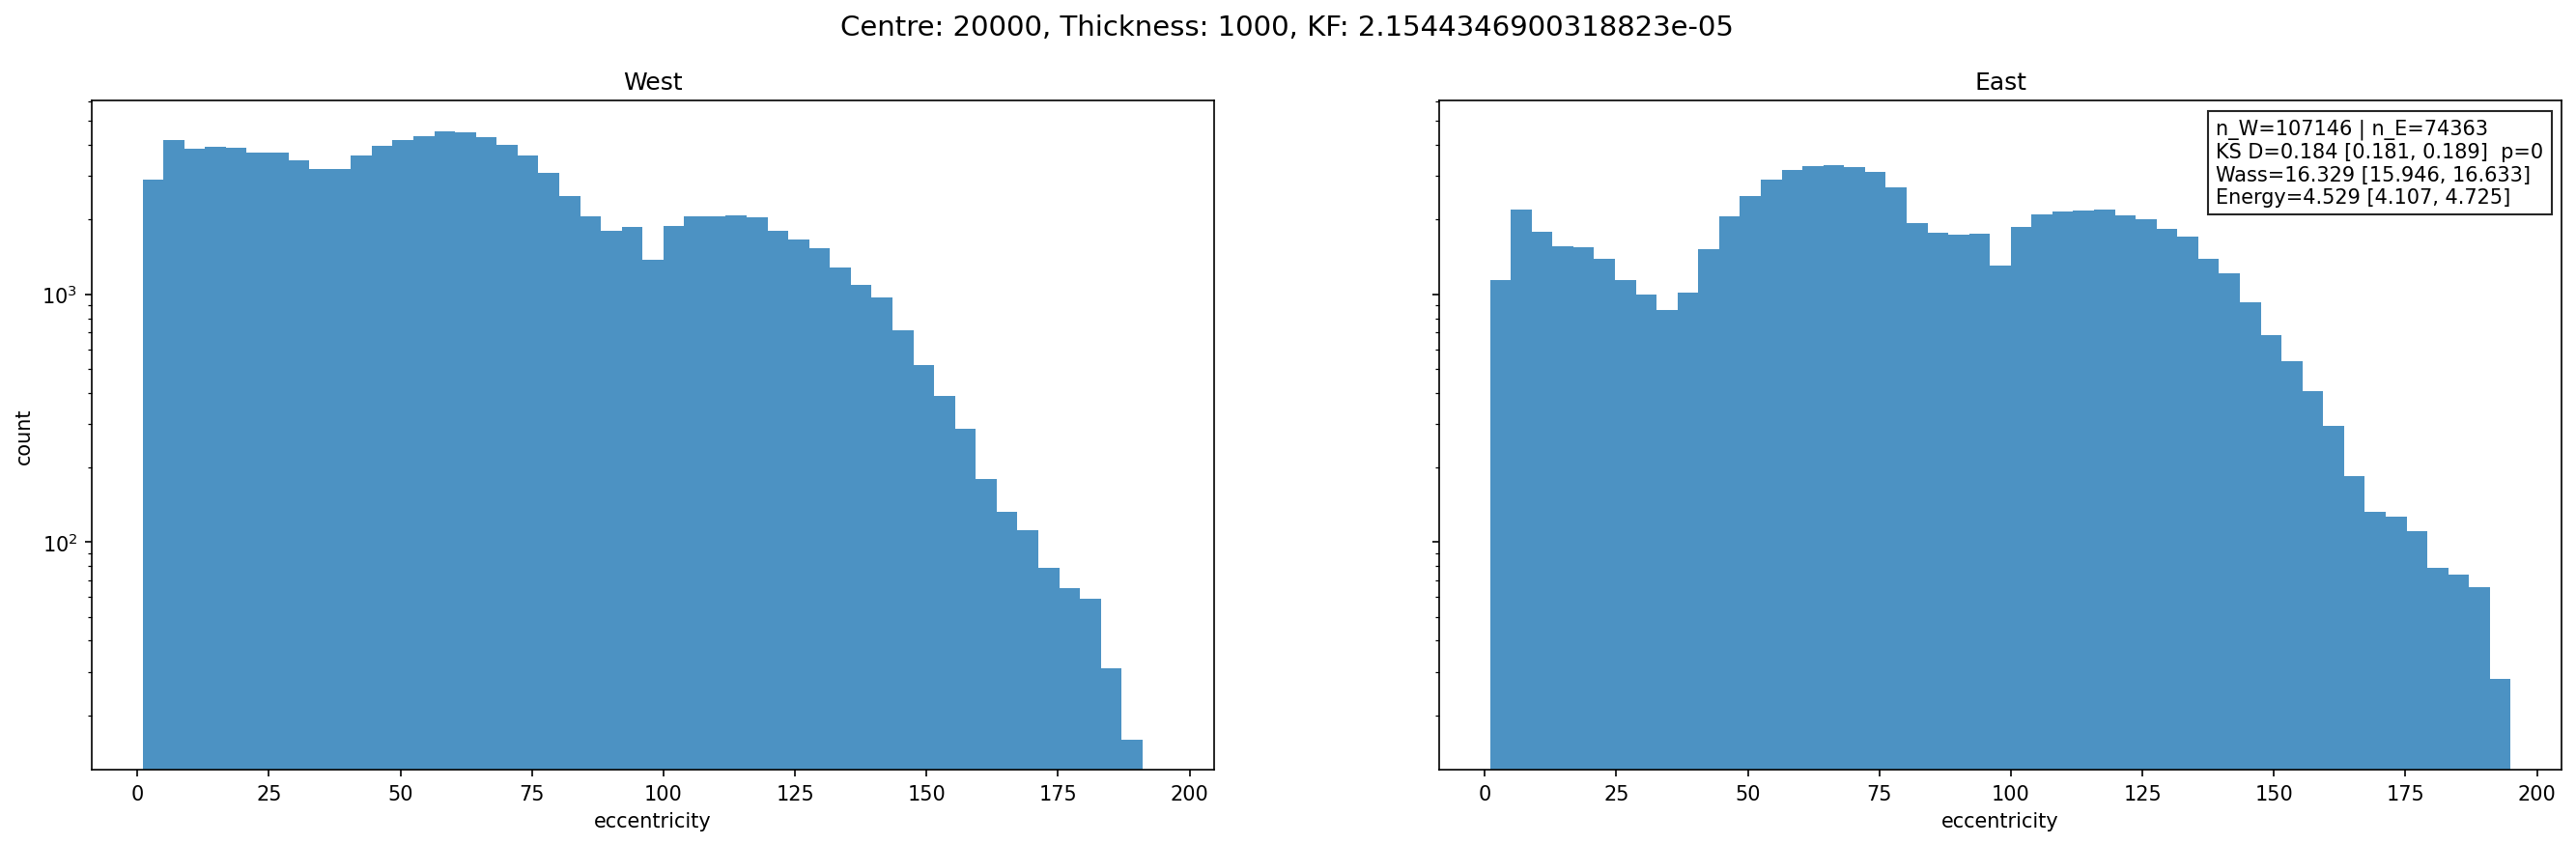 Centre: 20000, Thickness: 1000, KF: 2.1544346900318823e-05
West
count
10³
10²
0 25 50 75 100 125 150 175 200
eccentricity
East
n_W=107146 | n_E=74363
KS D=0.184 [0.181, 0.189] p=0
Wass=16.329 [15.946, 16.633]
Energy=4.529 [4.107, 4.725]
0 25 50 75 100 125 150 175 200
eccentricity